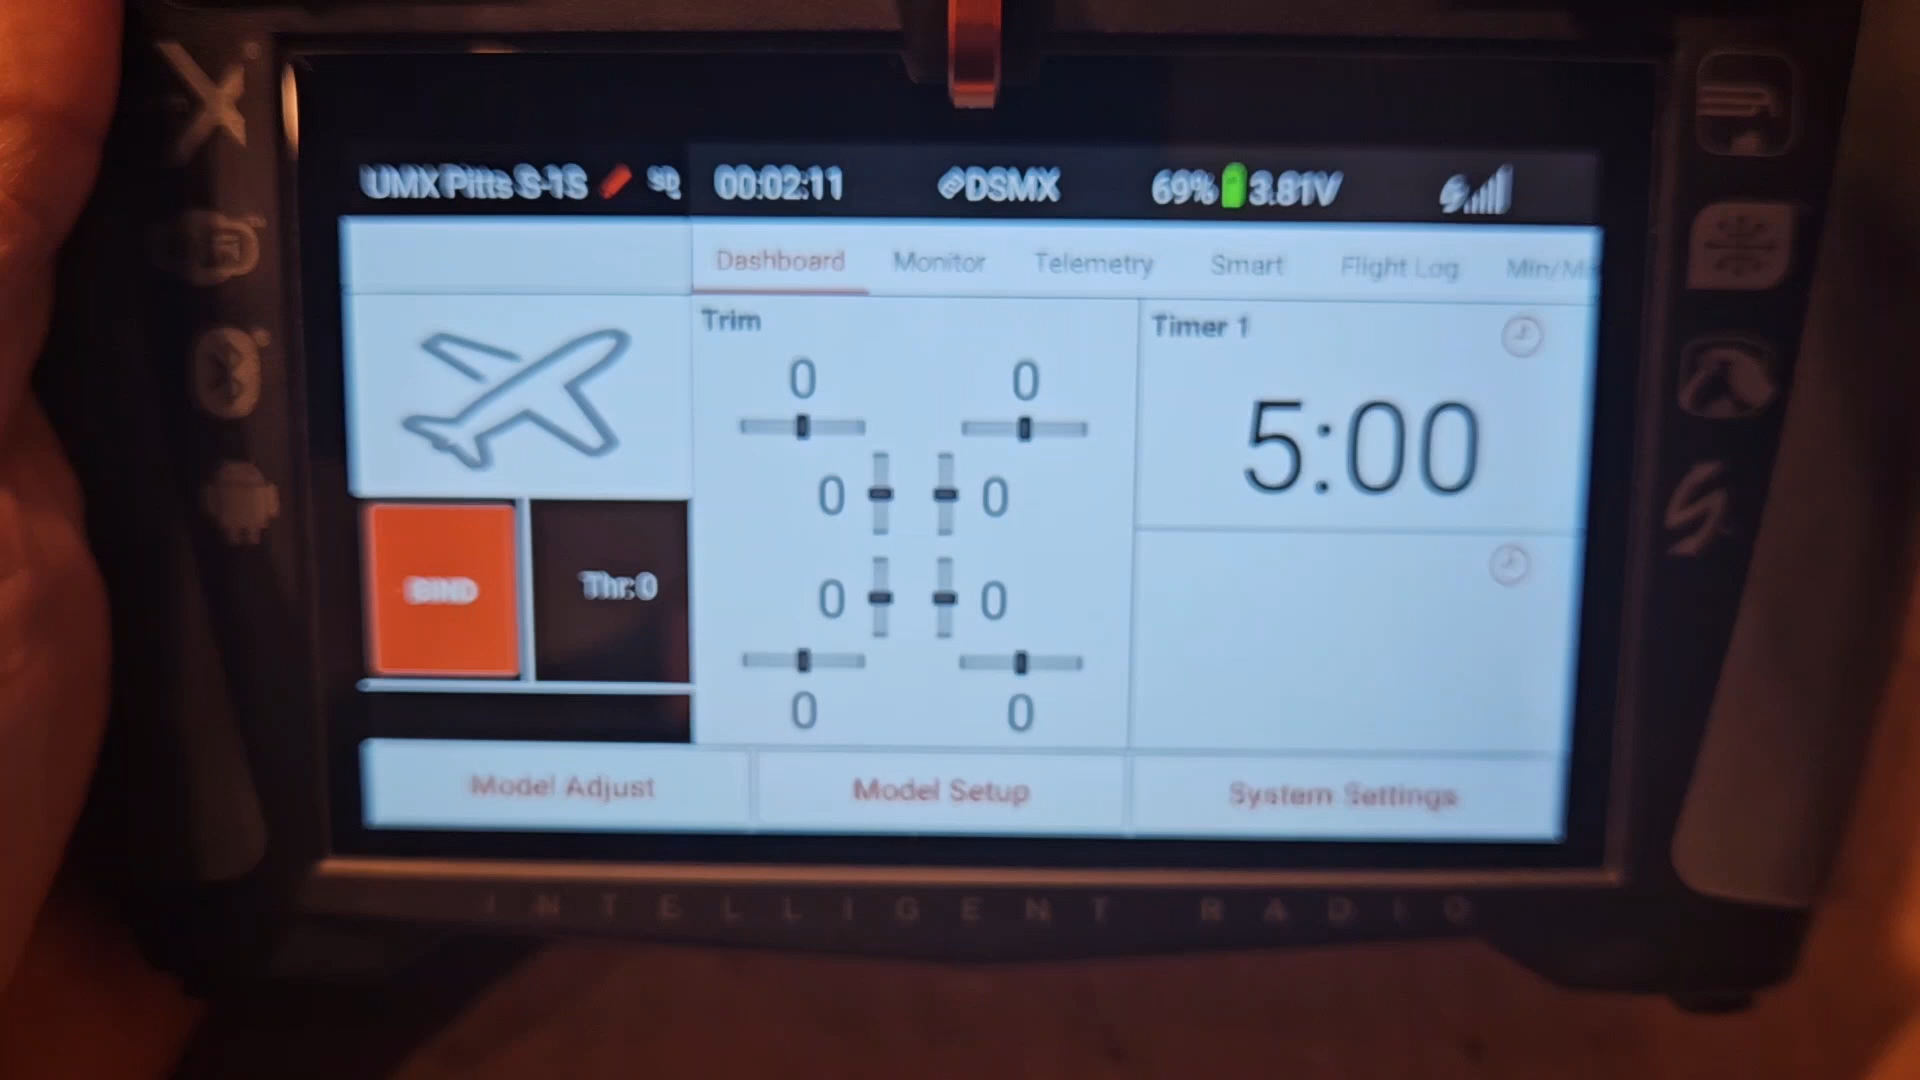 UMX Pitts S-1S SD 00:02:11 DSMX 69% 3.81V
Dashboard Monitor Telemetry Smart Flight Log Min/M
Trim
0 0
0 0
0 0
0 0
Timer 1
5:00
BIND Thr:0
Model Adjust Model Setup System Settings
INTELLIGENT RADIO